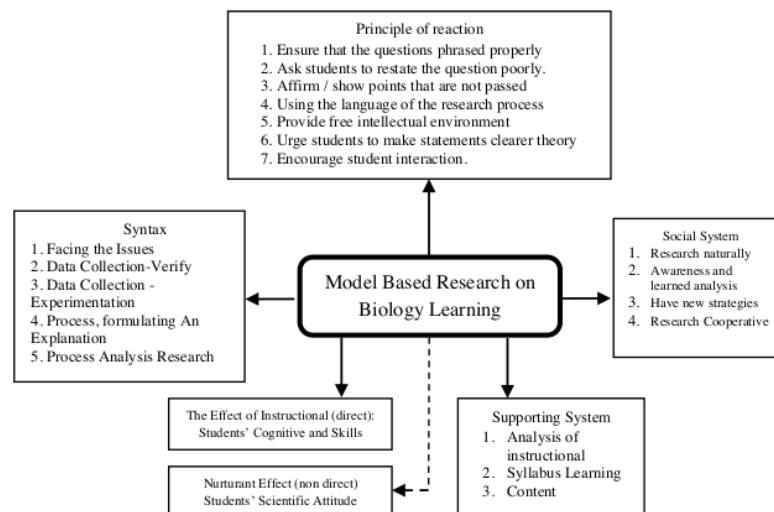 Principle of reaction
1. Ensure that the questions phrased properly
2. Ask students to restate the question poorly.
3. Affirm / show points that are not passed
4. Using the language of the research process
5. Provide free intellectual environment
6. Urge students to make statements clearer theory
7. Encourage student interaction.
Syntax
1. Facing the Issues
2. Data Collection-Verify
3. Data Collection -
Experimentation
4. Process, formulating An
Explanation
5. Process Analysis Research
Model Based Research on
Biology Learning
Social System
1. Research naturally
2. Awareness and
learned analysis
3. Have new strategies
4. Research Cooperative
The Effect of Instructional (direct):
Students' Cognitive and Skills
Nurturant Effect (non direct)
Students' Scientific Attitude
Supporting System
1. Analysis of
instructional
2. Syllabus Learning
3. Content